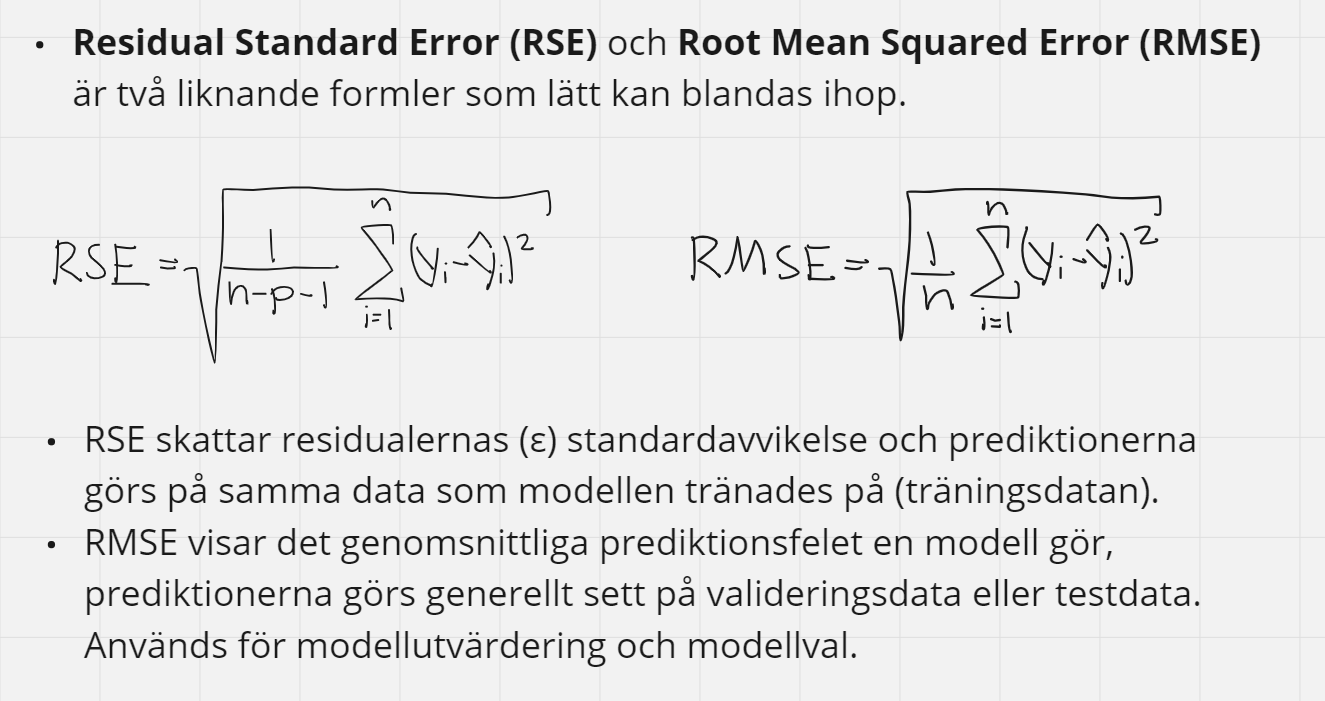 • Residual Standard Error (RSE) och Root Mean Squared Error (RMSE)
är två liknande formler som lätt kan blandas ihop.
RSE = √( 1/(n-p-1) ∑_{i=1}^{n} (y_i - ŷ_i)² )
RMSE = √( 1/n ∑_{i=1}^{n} (y_i - ŷ_i)² )
• RSE skattar residualernas (ε) standardavvikelse och prediktionerna
görs på samma data som modellen tränades på (träningsdatan).
• RMSE visar det genomsnittliga prediktionsfelet en modell gör,
prediktionerna görs generellt sett på valideringsdata eller testdata.
Används för modellutvärdering och modellval.